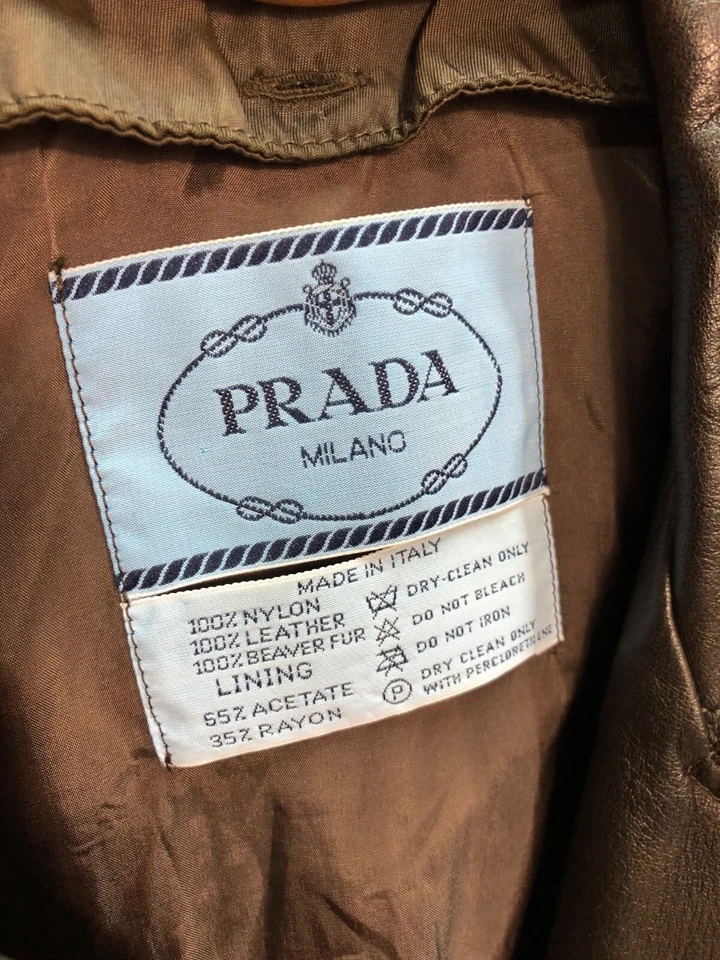 PRADA
MILANO
MADE IN ITALY
100% NYLON
100% LEATHER
100% BEAVER FUR
LINING
65% ACETATE
35% RAYON
DRY-CLEAN ONLY
DO NOT BLEACH
DO NOT IRON
P
DRY CLEAN ONLY
WITH PERCLORETILENE